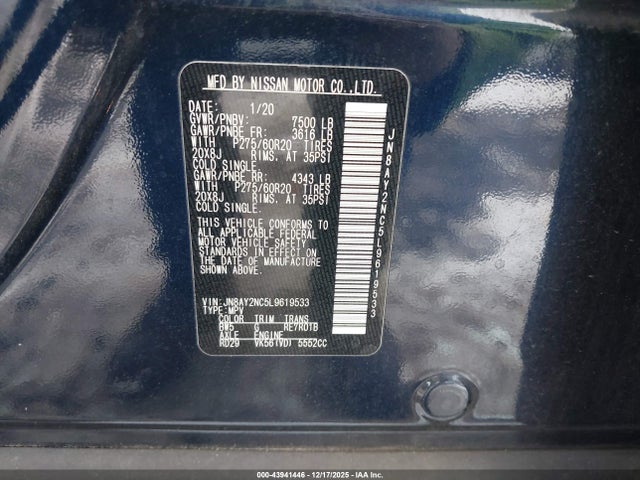 MFD BY NISSAN MOTOR CO.,LTD.
DATE: 1/20
GVWR/PNBV: 7500 LB
GAWR/PNBE FR: 3616 LB
WITH P275/60R20 TIRES
20X8J RIMS. AT 35PSI
COLD SINGLE.
GAWR/PNBE RR: 4343 LB
WITH P275/60R20 TIRES
20X8J RIMS. AT 35PSI
COLD SINGLE.
THIS VEHICLE CONFORMS TO
ALL APPLICABLE FEDERAL
MOTOR VEHICLE SAFETY
STANDARDS IN EFFECT ON
THE DATE OF MANUFACTURE
SHOWN ABOVE.
VIN: JN8AY2NC5L9619533
TYPE: MPV
COLOR TRIM TRANS
BW5 G RE7R01B
AXLE ENGINE
RD29 VK56(VD) 5552CC
JN8AY2NC5L9619533
000-43941446 - 12/17/2025 - IAA Inc.